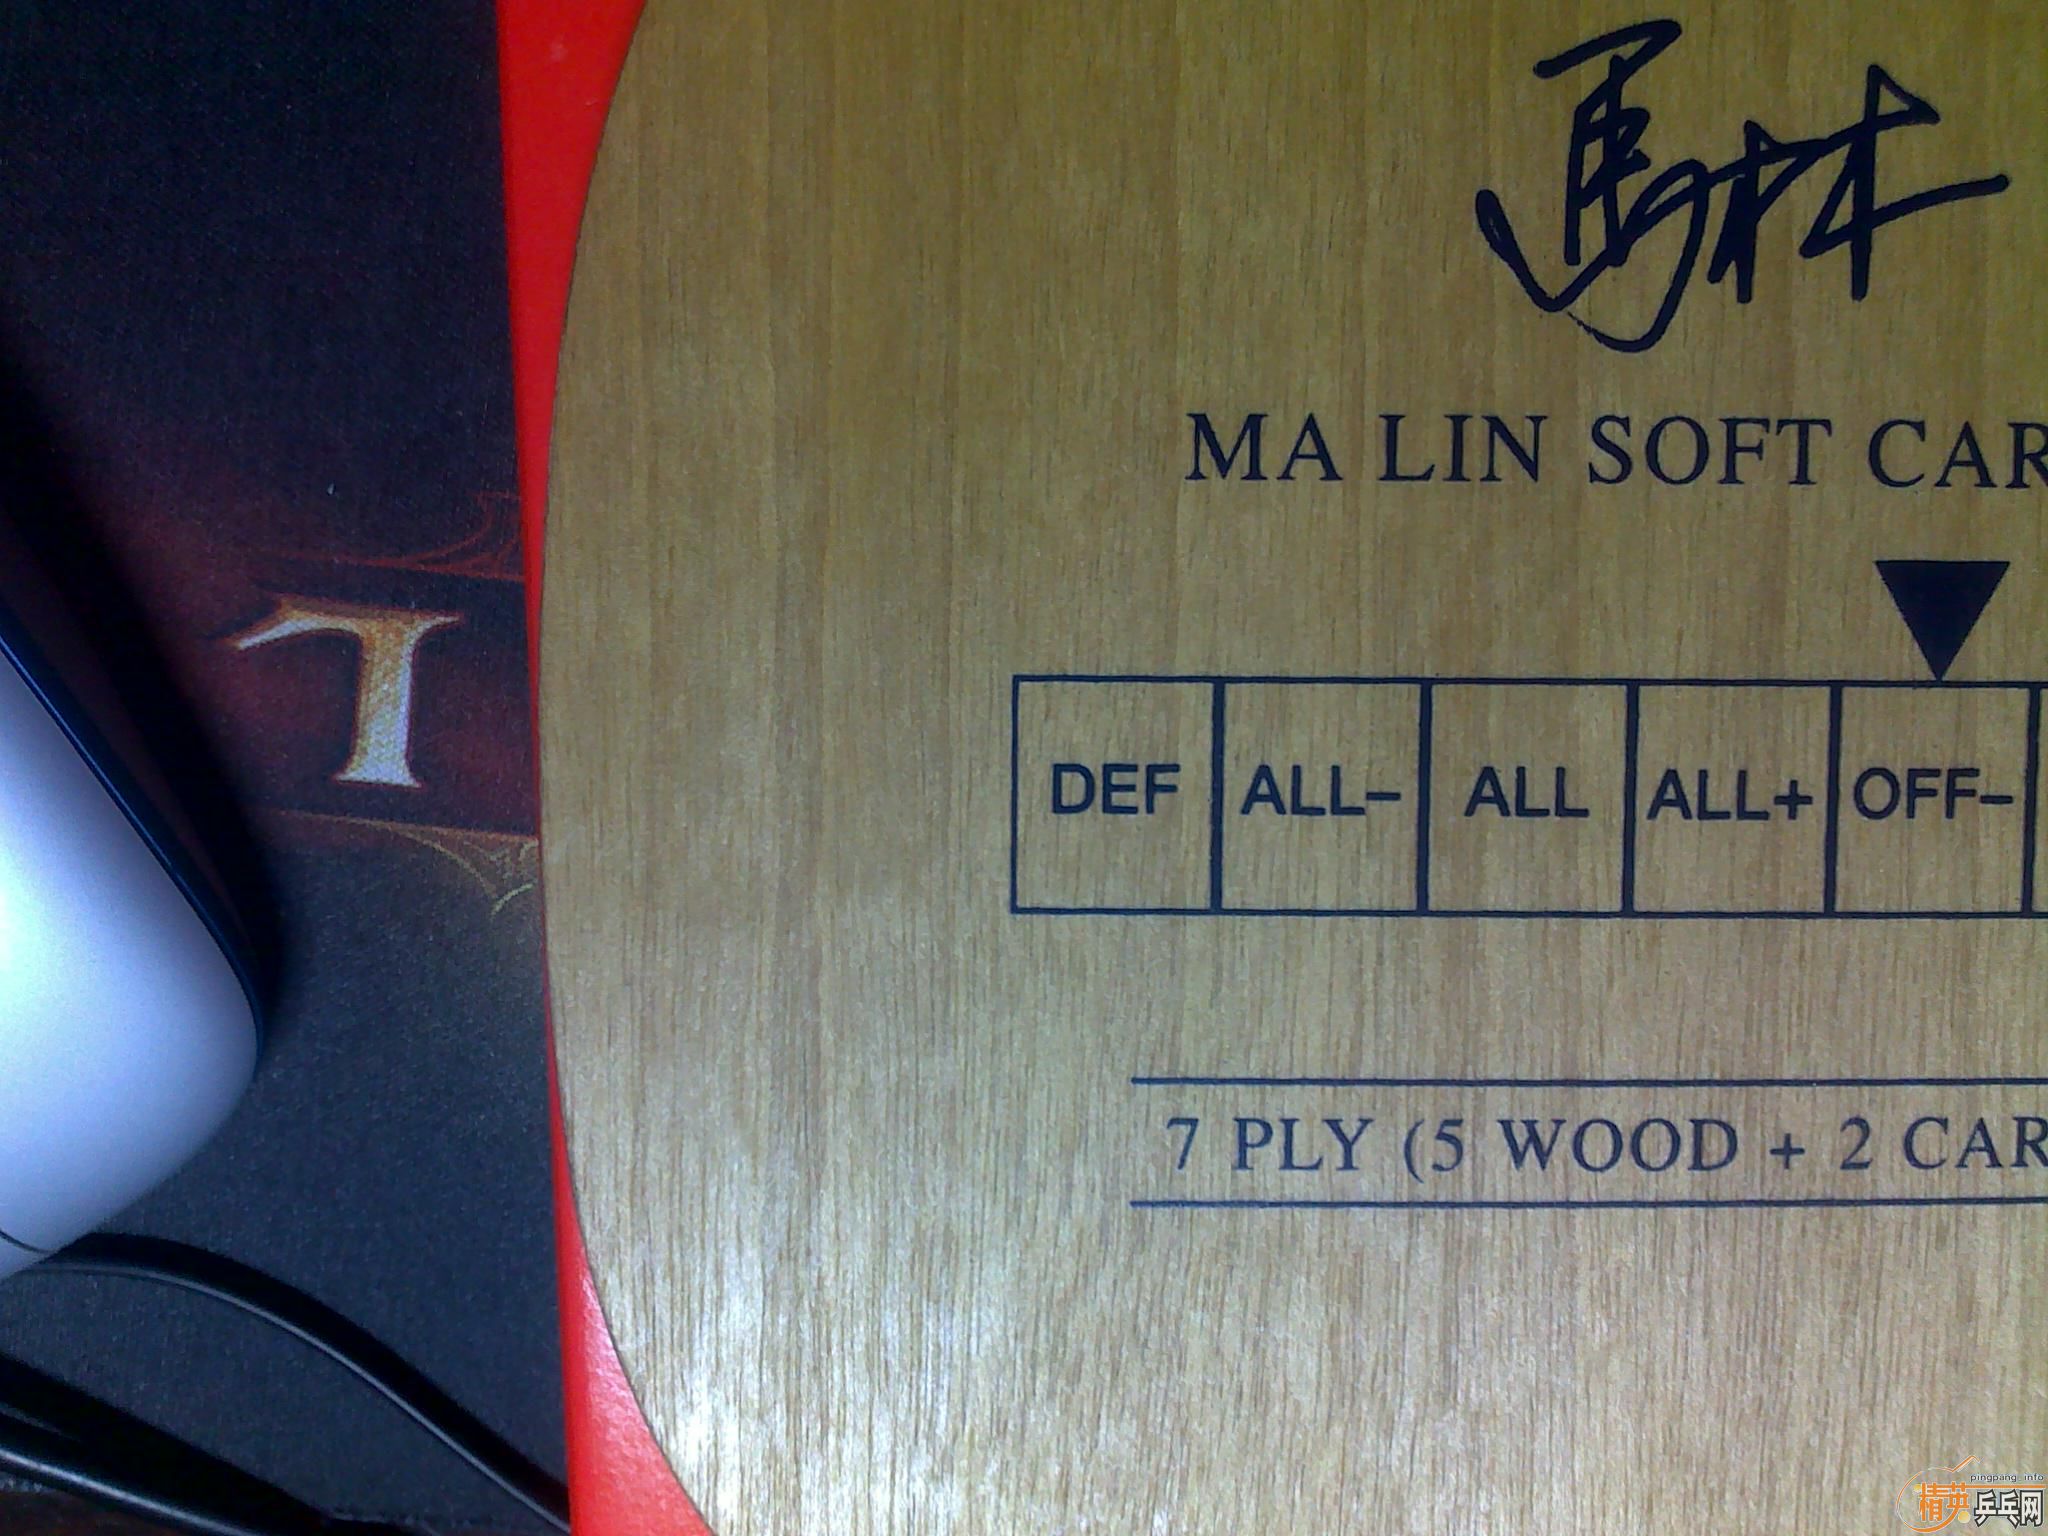 馬林
MA LIN SOFT CAR
DEF ALL- ALL ALL+ OFF-
7 PLY (5 WOOD + 2 CAR
T
pingpang.info
精英乒乓网